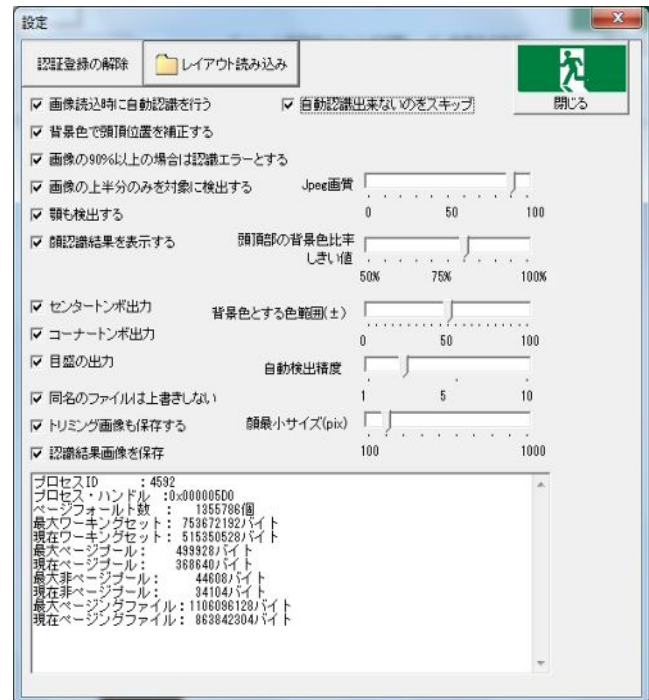 設定
認証登録の解除 レイアウト読み込み
閉じる
画像読込時に自動認識を行う 自動認識出来ないのをスキップ
背景色で頭頂位置を補正する
画像の90%以上の場合は認識エラーとする
画像の上半分のみを対象に検出する Jpeg画質
0 50 100
顎も検出する
顔認識結果を表示する 頭頂部の背景色比率
しきい値
50% 75% 100%
センタートンボ出力 背景色とする色範囲(±)
コーナートンボ出力
0 50 100
目盛の出力 自動検出精度
同名のファイルは上書きしない 1 5 10
トリミング画像も保存する 顔最小サイズ(pix)
認識結果画像を保存 100 1000
プロセスID :4592
プロセス・ハンドル :0x000005D0
ページフォールト数 : 1355786個
最大ワーキングセット: 753672192バイト
現在ワーキングセット: 515350528バイト
最大ページプール: 499928バイト
現在ページプール: 368640バイト
最大非ページプール: 44608バイト
現在非ページプール: 34104バイト
最大ページングファイル:1106096128バイト
現在ページングファイル: 863842304バイト